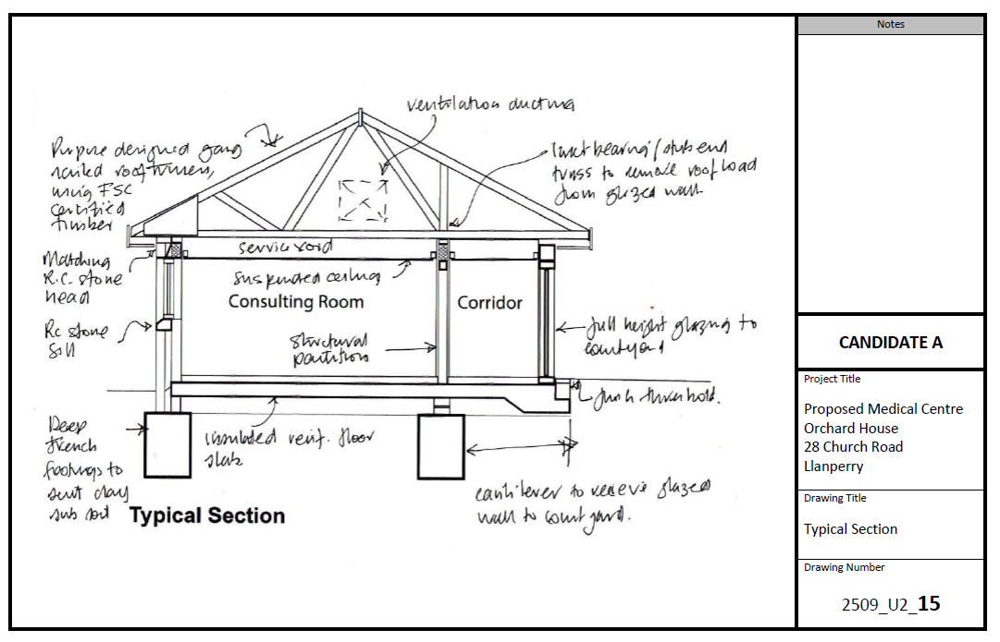 ventilation ducting
Purpose designed gang
nailed roof trusses,
using FSC
certified
timber
bearing / stub end
truss to remove roof load
from glazed wall
Matching
R.C. stone
head
service void
suspended ceiling
Consulting Room
Corridor
Rc stone
Sill
structural
partition
full height glazing to
courtyard
flush threshold.
Deep
trench
footings to
suit clay
sub soil
insulated reinf. floor
slab
cantilever to receive glazed
wall to courtyard.
Typical Section
Notes
CANDIDATE A
Project Title
Proposed Medical Centre
Orchard House
28 Church Road
Llanperry
Drawing Title
Typical Section
Drawing Number
2509_U2_15